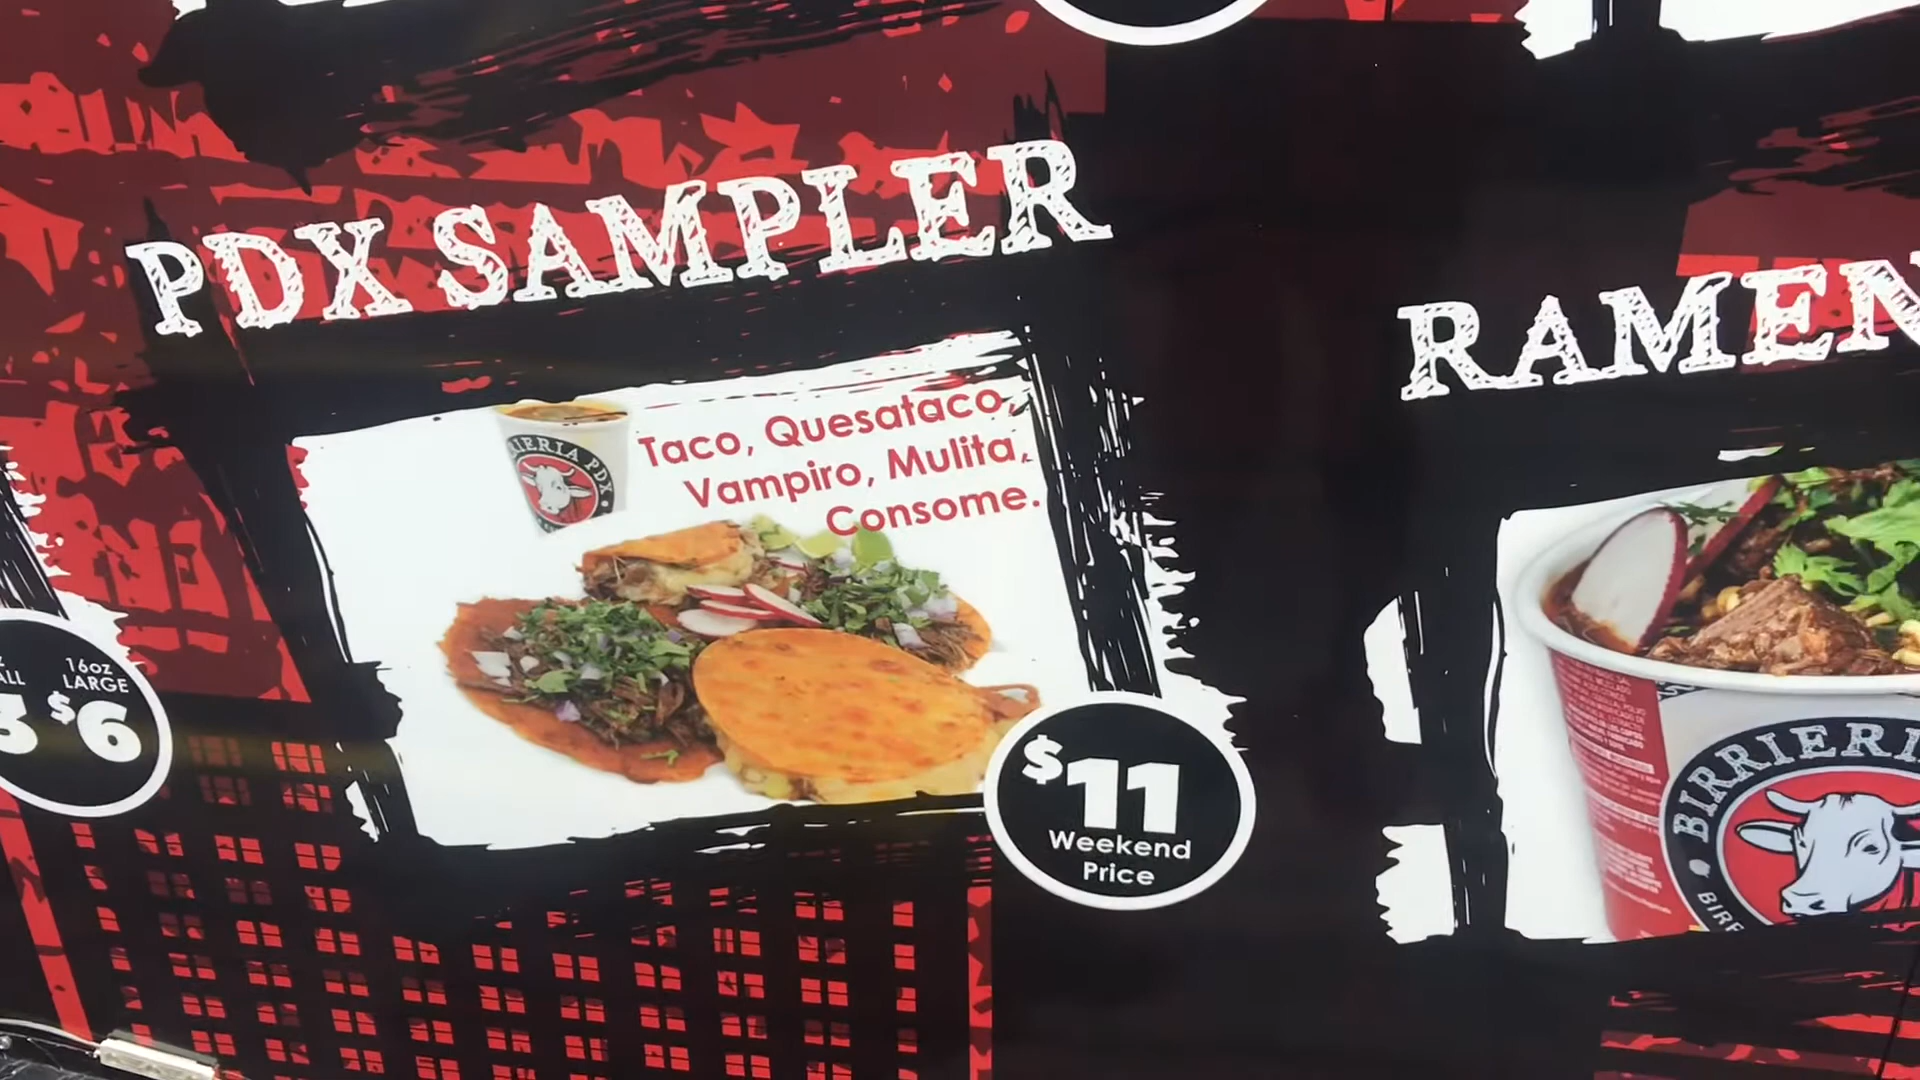 PDX SAMPLER
Taco, Quesataco,
Vampiro, Mulita,
Consome.
BIRRIERIA PDX
$11
Weekend
Price
16oz
LARGE
$6
RAMEN
BIRRIERI